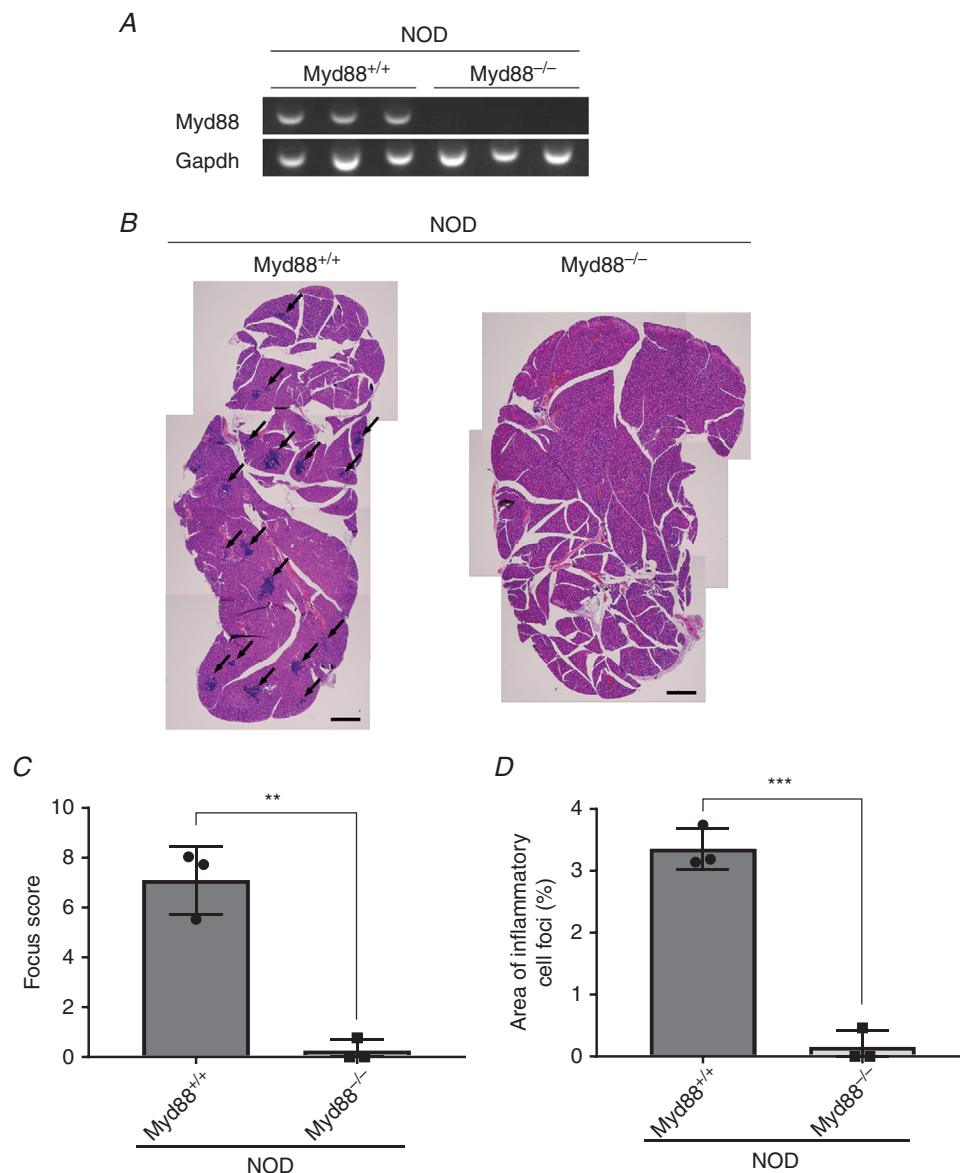 A
NOD
Myd88+/+ Myd88−/−
Myd88
Gapdh
B
NOD
Myd88+/+ Myd88−/−
C
10
8
6
4
2
0
Focus score
**
Myd88+/+ Myd88−/−
NOD
D
4
3
2
1
0
Area of inflammatory
cell foci (%)
***
Myd88+/+ Myd88−/−
NOD